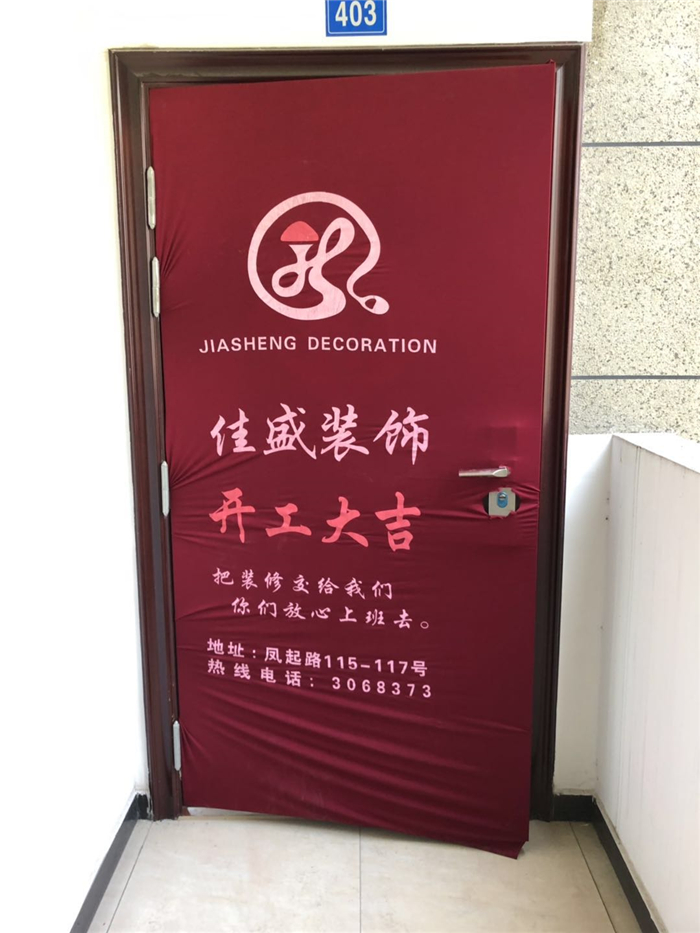 403
JIASHENG DECORATION
佳盛装饰
开工大吉
把装修交给我们
你们放心上班去。
地址：凤起路115-117号
热线电话：3068373